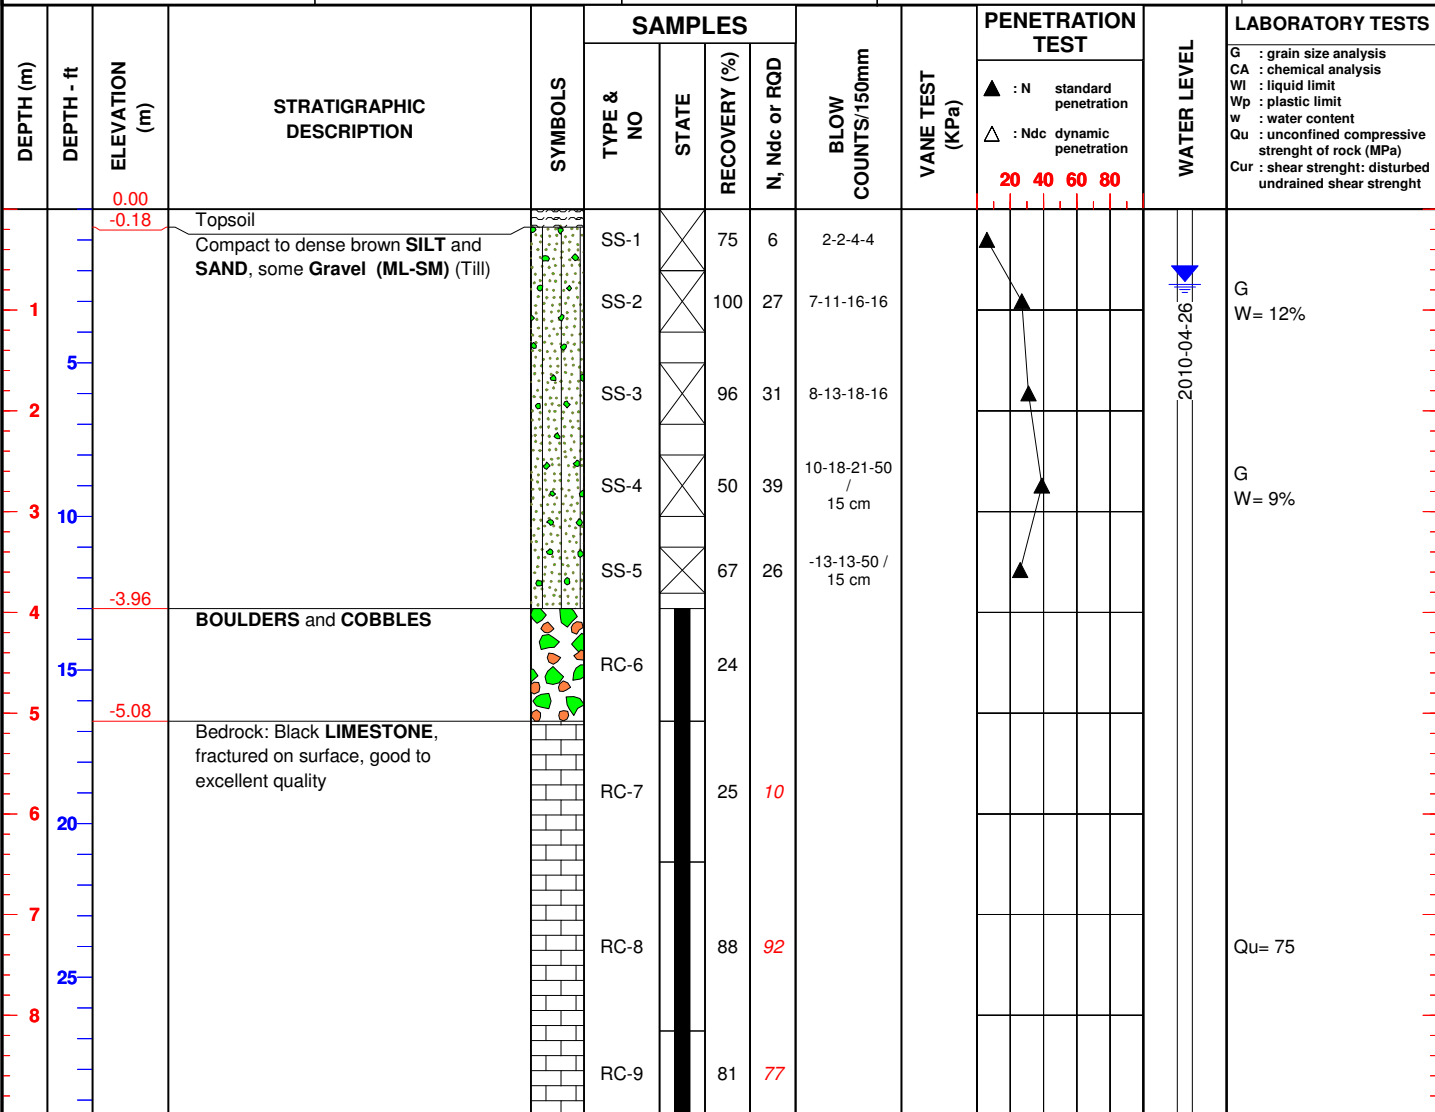 SAMPLES
PENETRATION
TEST
LABORATORY TESTS
DEPTH (m)
DEPTH - ft
ELEVATION
(m)
STRATIGRAPHIC
DESCRIPTION
SYMBOLS
TYPE &
NO
STATE
RECOVERY (%)
N, Ndc or RQD
BLOW
COUNTS/150mm
VANE TEST
(KPa)
: N standard
penetration
: Ndc dynamic
penetration
20 40 60 80
WATER LEVEL
G : grain size analysis
CA : chemical analysis
Wl : liquid limit
Wp : plastic limit
w : water content
Qu : unconfined compressive
strenght of rock (MPa)
Cur : shear strenght: disturbed
undrained shear strenght
0.00
-0.18
Topsoil
Compact to dense brown SILT and
SAND, some Gravel (ML-SM) (Till)
SS-1 75 6 2-2-4-4
SS-2 100 27 7-11-16-16
G
W= 12%
1
2010-04-26
5
SS-3 96 31 8-13-18-16
2
SS-4 50 39 10-18-21-50
/
15 cm
G
W= 9%
3
10
SS-5 67 26 -13-13-50 /
15 cm
-3.96
4
BOULDERS and COBBLES
15
RC-6 24
5
-5.08
Bedrock: Black LIMESTONE,
fractured on surface, good to
excellent quality
RC-7 25 10
6
20
7
RC-8 88 92 Qu= 75
25
8
RC-9 81 77